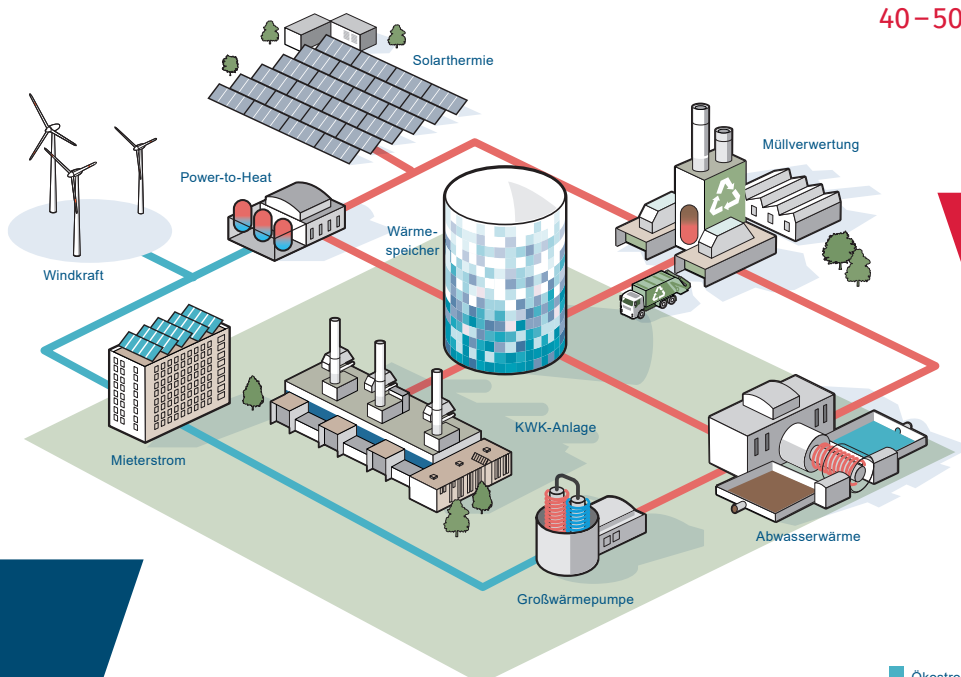 40–50
Solarthermie
Müllverwertung
Power-to-Heat
Wärme-
speicher
Windkraft
KWK-Anlage
Mieterstrom
Abwasserwärme
Großwärmepumpe